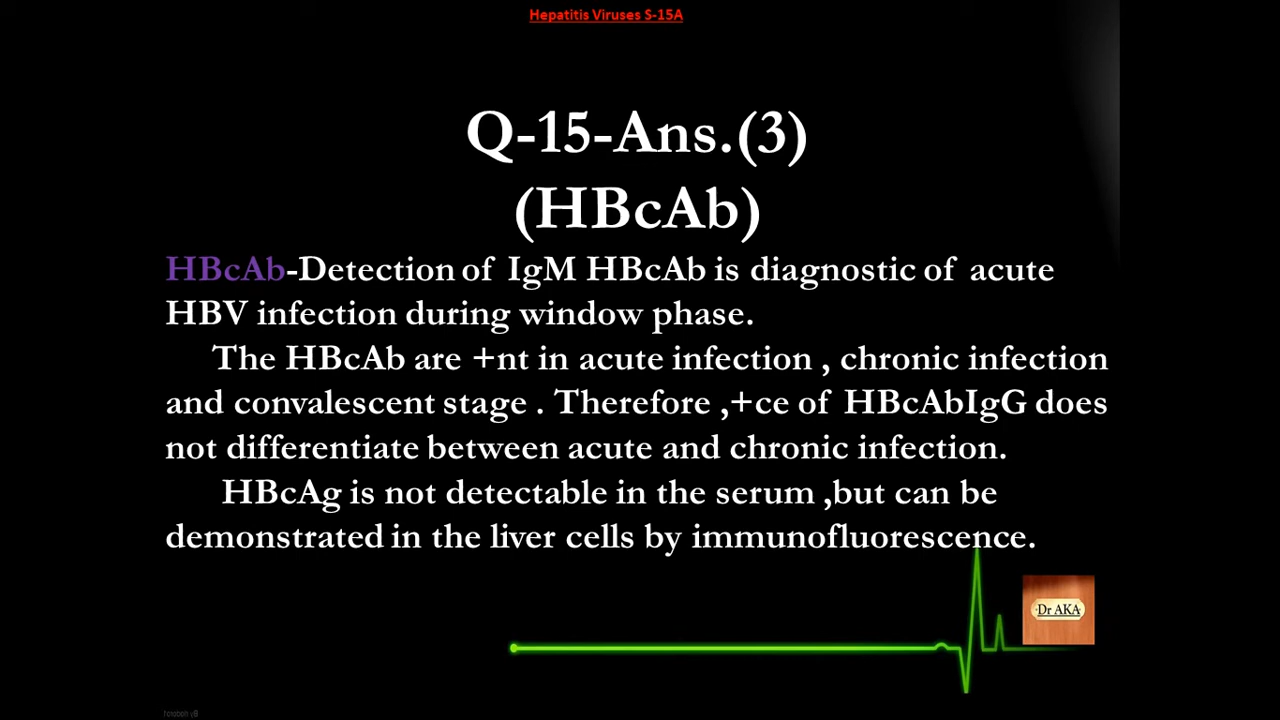 Hepatitis Viruses S-15A
Q-15-Ans.(3)
(HBcAb)
HBcAb-Detection of IgM HBcAb is diagnostic of acute
HBV infection during window phase.
The HBcAb are +nt in acute infection , chronic infection
and convalescent stage . Therefore ,+ce of HBcAbIgG does
not differentiate between acute and chronic infection.
HBcAg is not detectable in the serum ,but can be
demonstrated in the liver cells by immunofluorescence.
Dr AKA